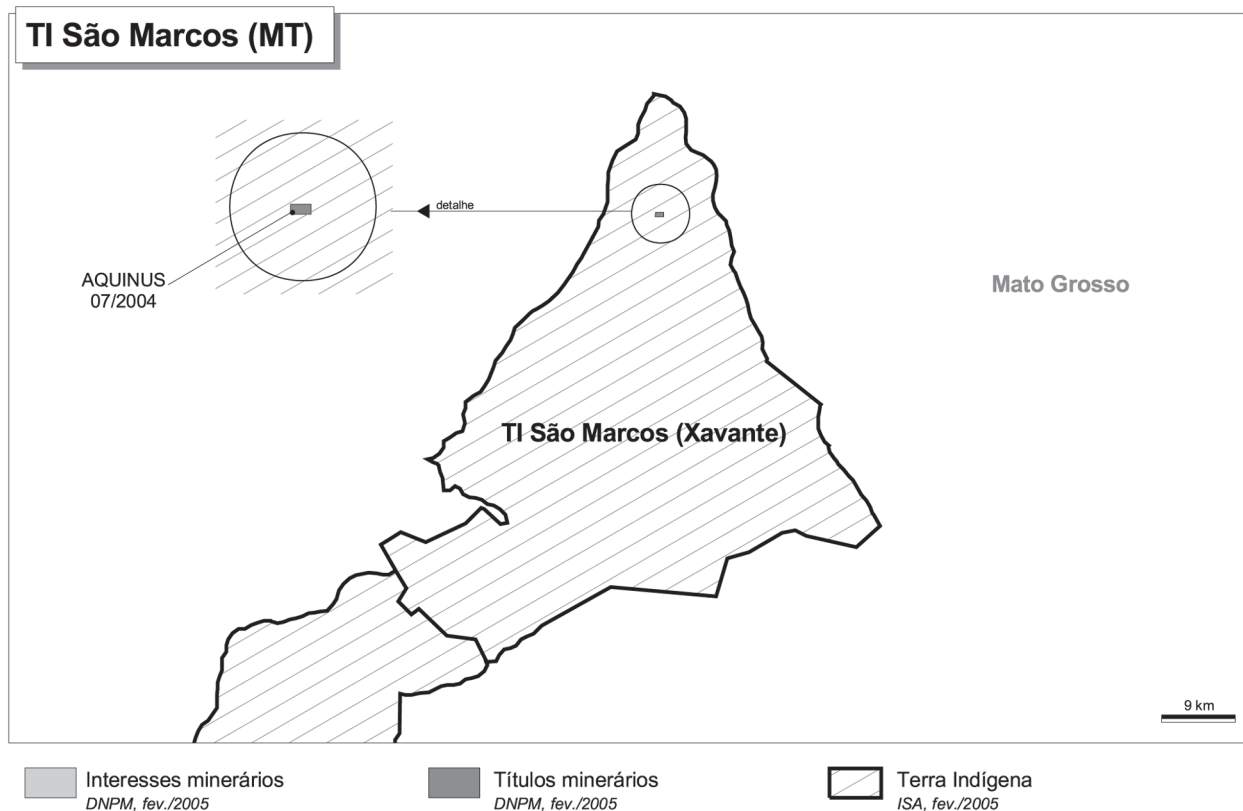 TI São Marcos (MT)
detalhe
AQUINUS
07/2004
Mato Grosso
TI São Marcos (Xavante)
9 km
Interesses minerários
DNPM, fev./2005
Títulos minerários
DNPM, fev./2005
Terra Indígena
ISA, fev./2005